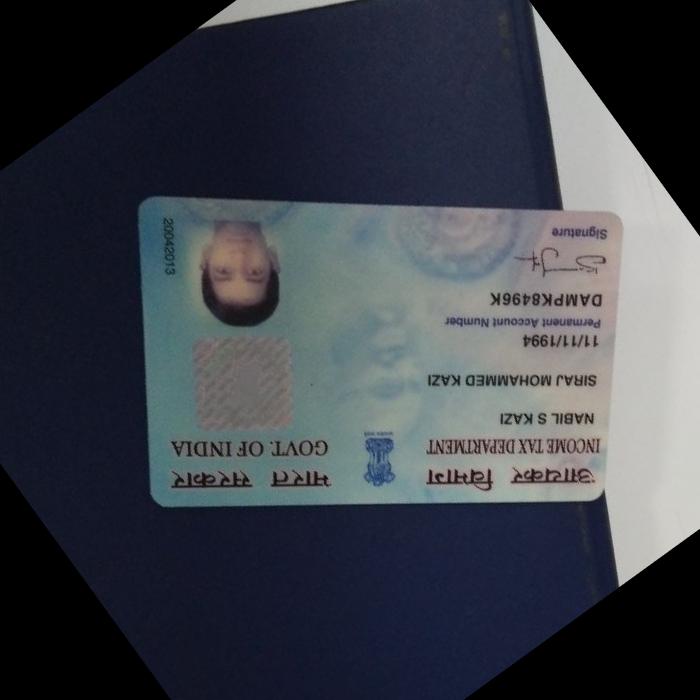 आयकर विभाग
INCOME TAX DEPARTMENT
भारत सरकार
GOVT. OF INDIA
NABIL S KAZI
SIRAJ MOHAMMED KAZI
11/11/1994
Permanent Account Number
DAMPK8496K
Signature
20042013